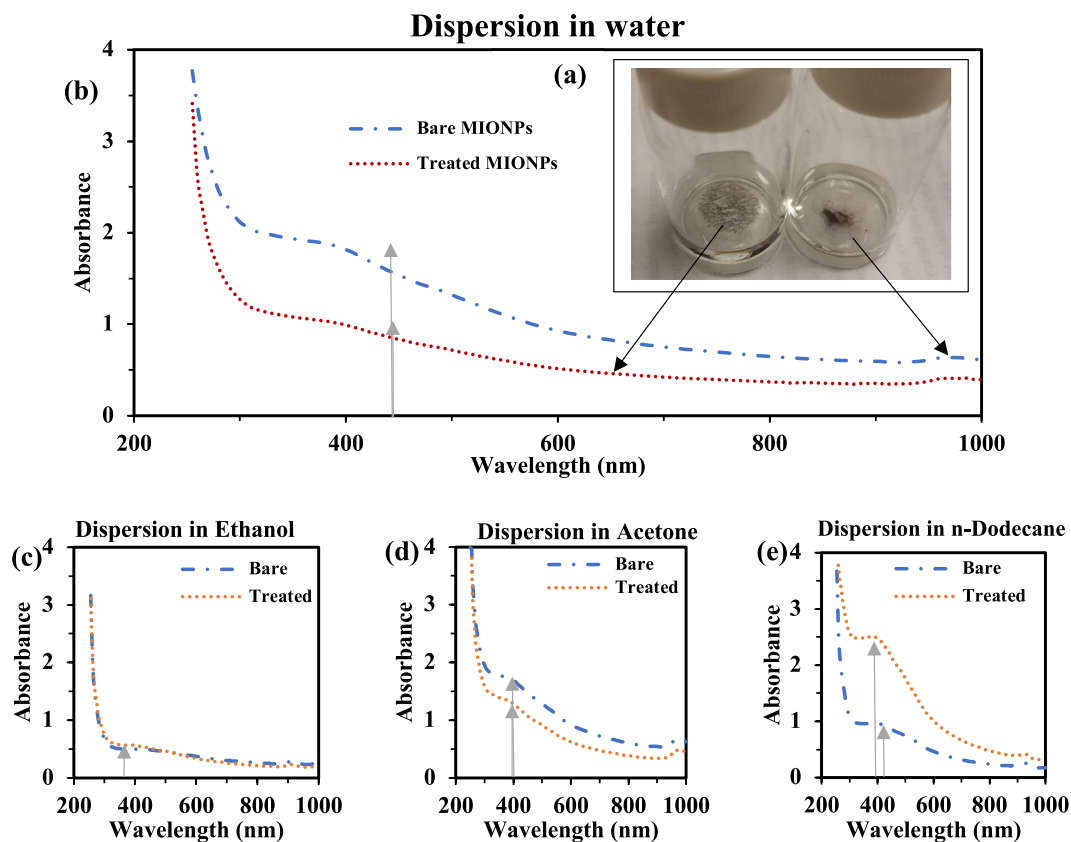 Dispersion in water
(a)
(b)
Bare MIONPs
Treated MIONPs
Absorbance
4
3
2
1
0
200 400 600 800 1000
Wavelength (nm)
Dispersion in Ethanol
(c)
Bare
Treated
Absorbance
4
3
2
1
0
200 400 600 800 1000
Wavelength (nm)
Dispersion in Acetone
(d)
Bare
Treated
Absorbance
4
3
2
1
0
200 400 600 800 1000
Wavelength (nm)
Dispersion in n-Dodecane
(e)
Bare
Treated
Absorbance
4
3
2
1
0
200 400 600 800 1000
Wavelength (nm)